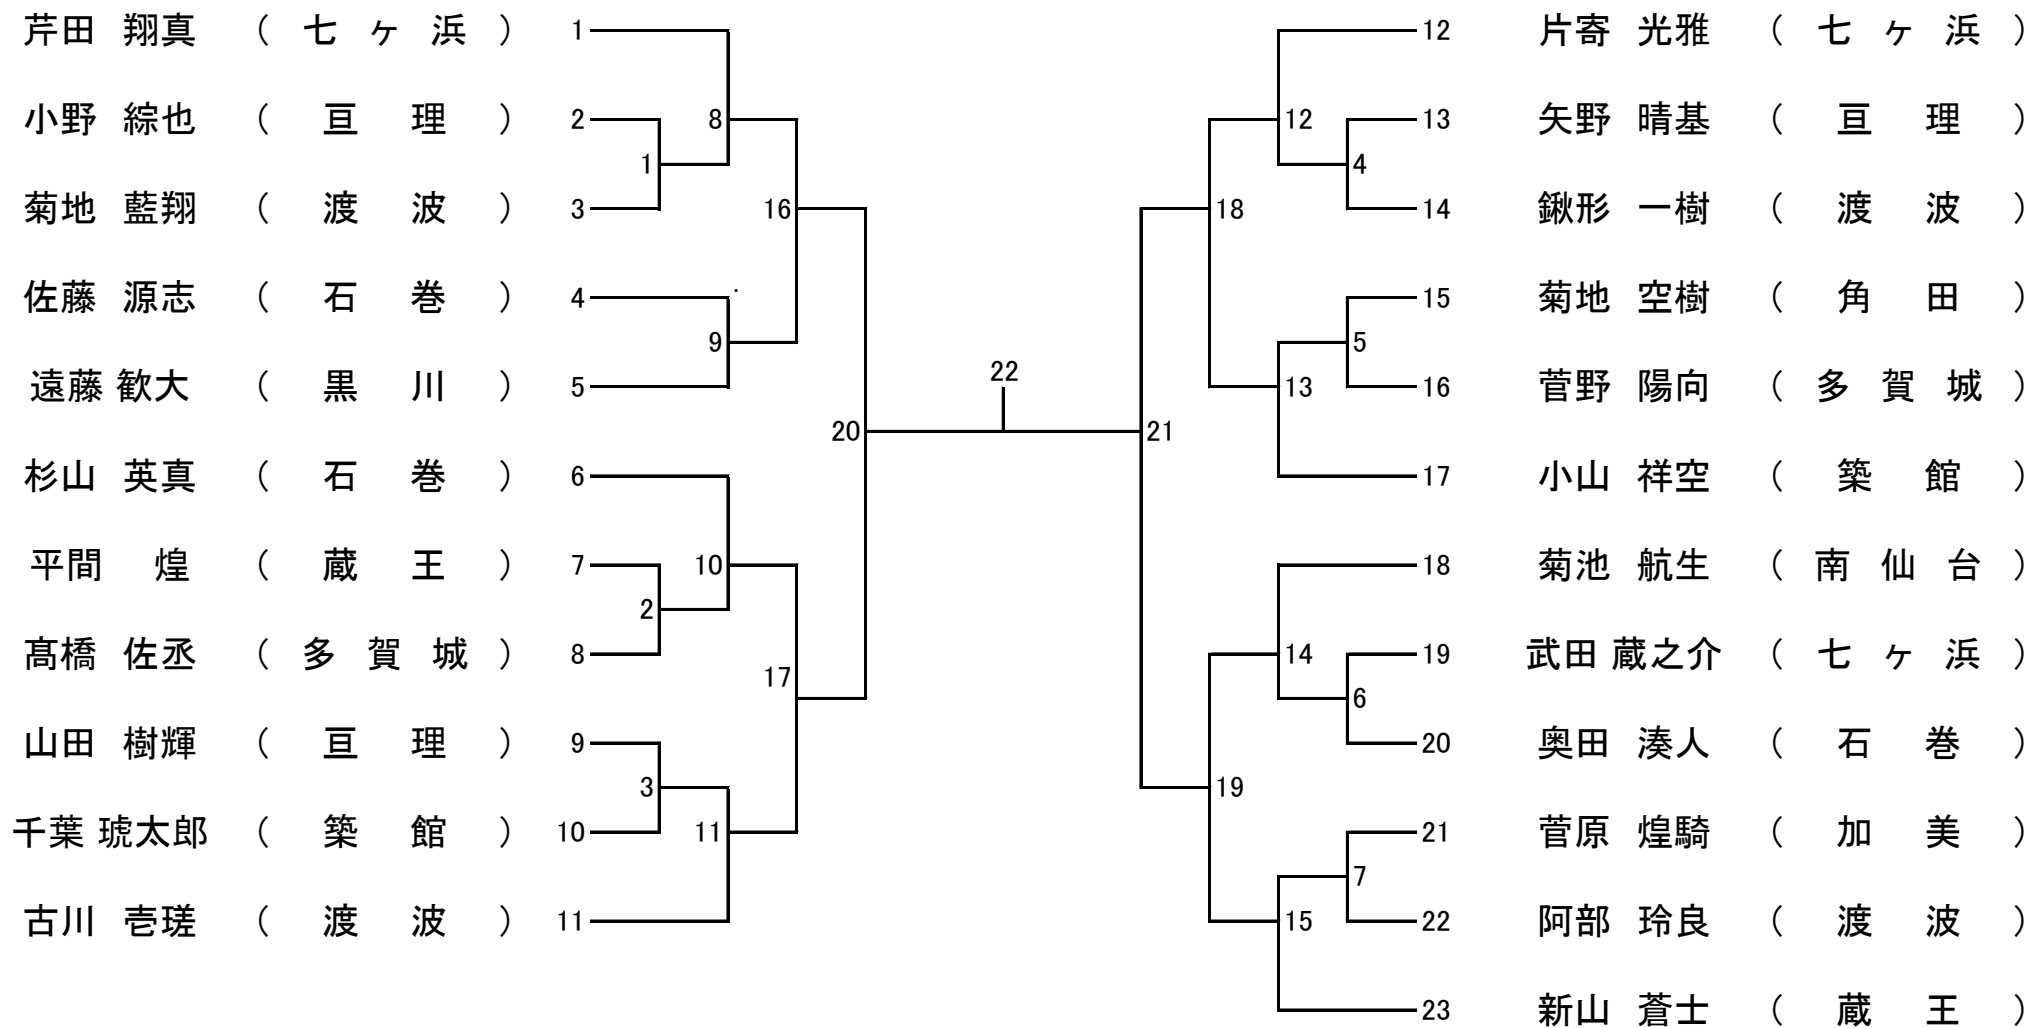 芹田 翔真 （ 七 ヶ 浜 ） 1
小野 綜也 （ 亘 理 ） 2
菊地 藍翔 （ 渡 波 ） 3
佐藤 源志 （ 石 巻 ） 4
遠藤 歓大 （ 黒 川 ） 5
杉山 英真 （ 石 巻 ） 6
平間 煌 （ 蔵 王 ） 7
髙橋 佐丞 （ 多 賀 城 ） 8
山田 樹輝 （ 亘 理 ） 9
千葉 琥太郎 （ 築 館 ） 10
古川 壱瑳 （ 渡 波 ） 11
1
2
3
8
9
10
11
16
17
20
22
21
18
19
12
13
14
15
4
5
6
7
12 片寄 光雅 （ 七 ヶ 浜 ）
13 矢野 晴基 （ 亘 理 ）
14 鍬形 一樹 （ 渡 波 ）
15 菊地 空樹 （ 角 田 ）
16 菅野 陽向 （ 多 賀 城 ）
17 小山 祥空 （ 築 館 ）
18 菊池 航生 （ 南 仙 台 ）
19 武田 蔵之介 （ 七 ヶ 浜 ）
20 奥田 湊人 （ 石 巻 ）
21 菅原 煌騎 （ 加 美 ）
22 阿部 玲良 （ 渡 波 ）
23 新山 蒼士 （ 蔵 王 ）